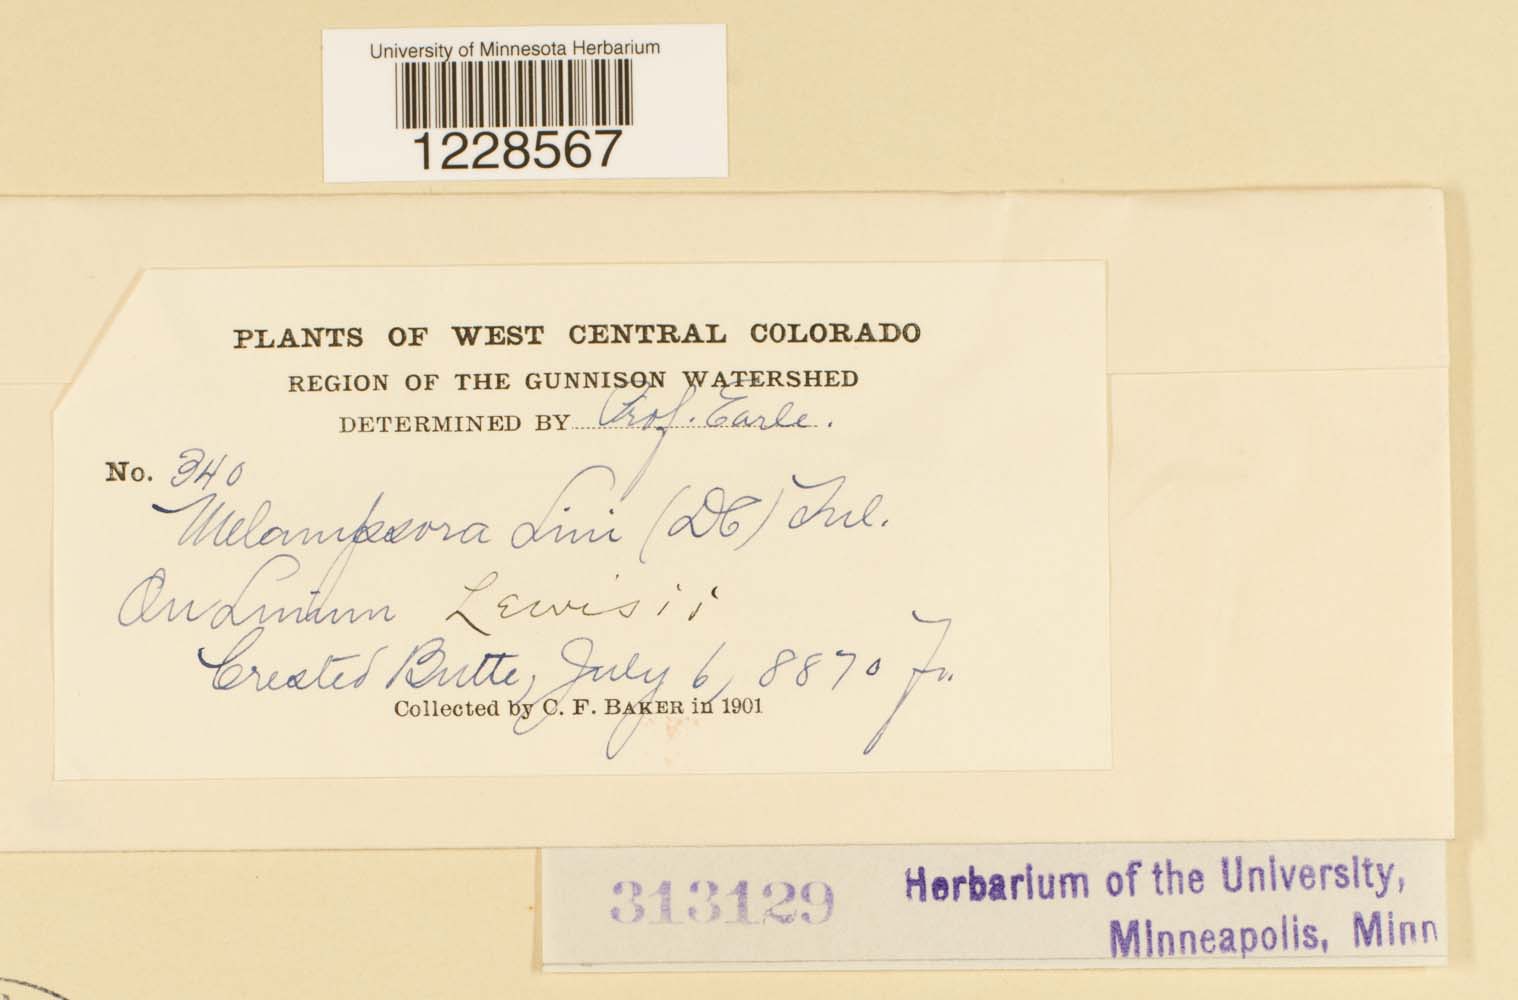 University of Minnesota Herbarium
1228567
PLANTS OF WEST CENTRAL COLORADO
REGION OF THE GUNNISON WATERSHED
DETERMINED BY Prof. Earle.
No. 340
Melampsora Lini (DC) Tul.
On Linum Lewisii
Crested Butte, July 6, 8870 Ft.
Collected by C. F. BAKER in 1901
313129
Herbarium of the University,
Minneapolis, Minn